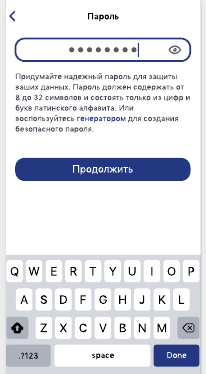 Пароль
Придумайте надежный пароль для защиты
ваших данных. Пароль должен содержать от
8 до 32 символов и состоять только из цифр и
букв латинского алфавита. Или
воспользуйтесь генератором для создания
безопасного пароля.
Продолжить
Q W E R T Y U I O P
A S D F G H J K L
Z X C V B N M
.?123 space Done